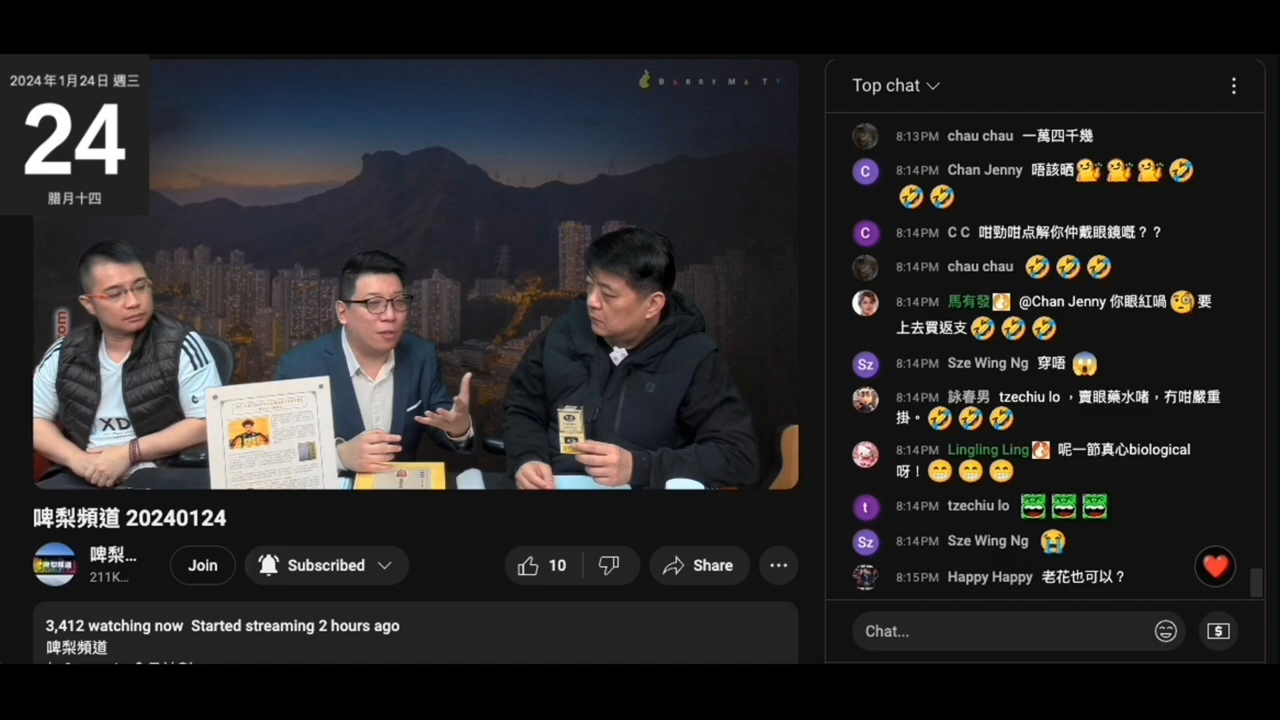 2024年1月24日 週三
24
臘月十四
BARRYMATY
XD
啤梨頻道 20240124
啤梨...
211K...
Join
Subscribed
10
Share
3,412 watching now Started streaming 2 hours ago
啤梨頻道
Top chat
8:13PM chau chau 一萬四千幾
C 8:14PM Chan Jenny 唔該晒
C 8:14PM C C 咁勁咁点解你仲戴眼鏡嘅？？
8:14PM chau chau
8:14PM 馬有發 @Chan Jenny 你眼紅喎 要
上去買返支
Sz 8:14PM Sze Wing Ng 穿唔
8:14PM 詠春男 tzechiu lo ，賣眼藥水啫，冇咁嚴重
掛。
8:14PM Lingling Ling 呢一節真心biological
呀！
t 8:14PM tzechiu lo
Sz 8:14PM Sze Wing Ng
8:15PM Happy Happy 老花也可以？
Chat...